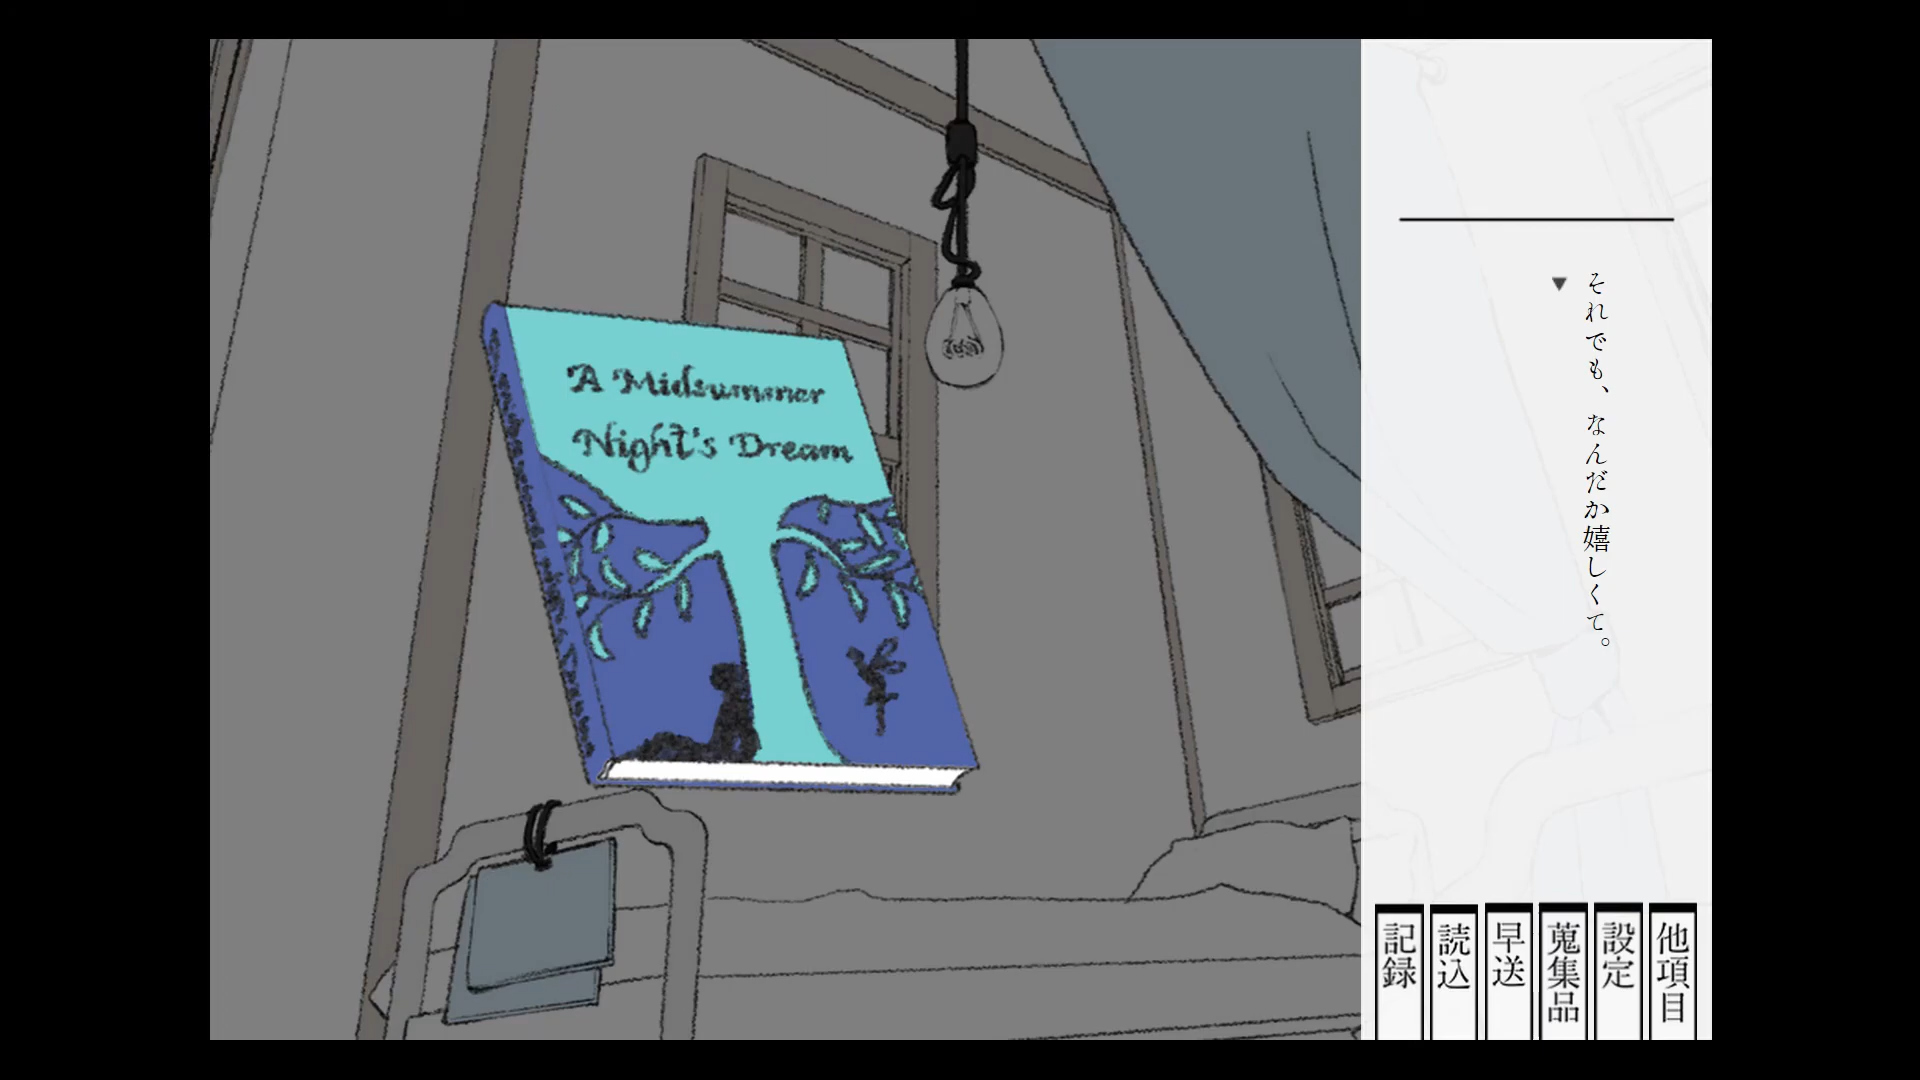 A Midsummer
Night's Dream
それでも、なんだか嬉しくて。
他項目
設定
蒐集品
早送
読込
記録